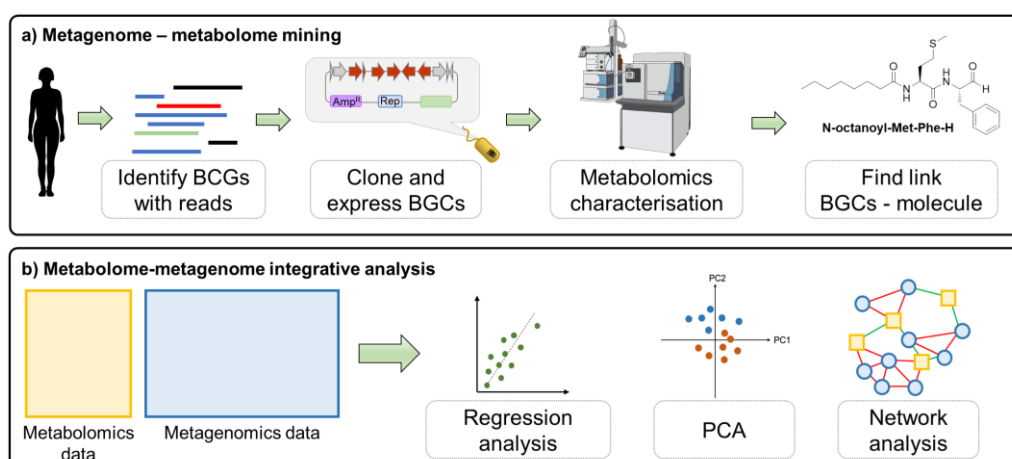 a) Metagenome – metabolome mining
Amp^R
Rep
S
O
O
O
N
H
H
N
O
N-octanoyl-Met-Phe-H
Identify BCGs
with reads
Clone and
express BGCs
Metabolomics
characterisation
Find link
BGCs - molecule
b) Metabolome-metagenome integrative analysis
PC2
PC1
Metabolomics
data
Metagenomics data
Regression
analysis
PCA
Network
analysis